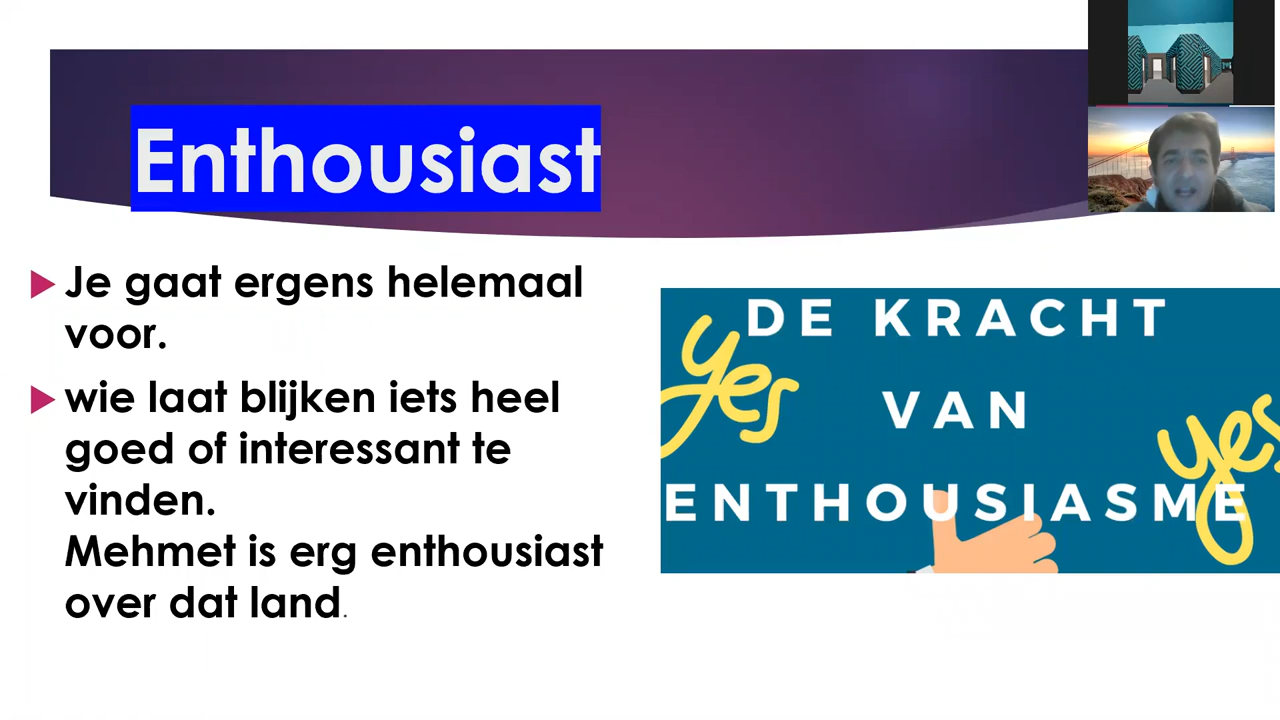 Enthousiast
Je gaat ergens helemaal
voor.
wie laat blijken iets heel
goed of interessant te
vinden.
Mehmet is erg enthousiast
over dat land.
yes
DE KRACHT
VAN
yes
ENTHOUSIASME